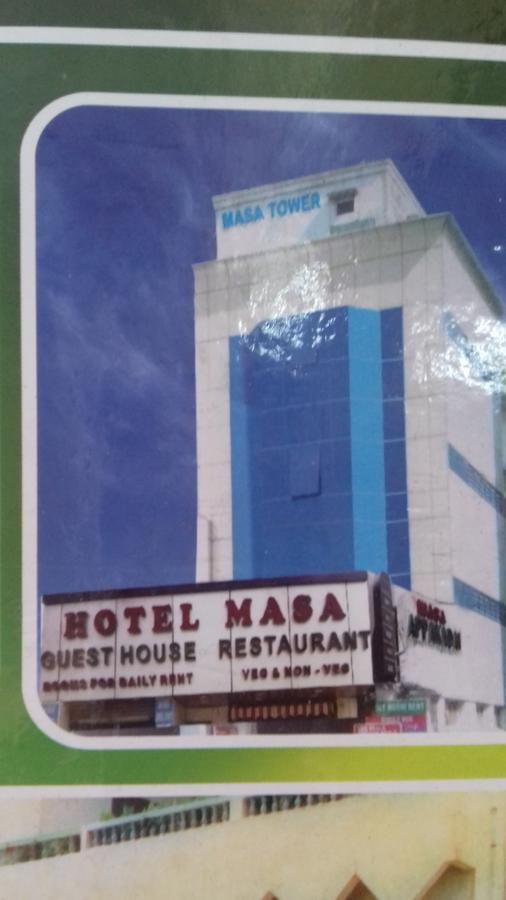 MASA TOWER
HOTEL MASA
GUEST HOUSE RESTAURANT
ROOMS FOR DAILY RENT VEG & NON - VEG
MASA